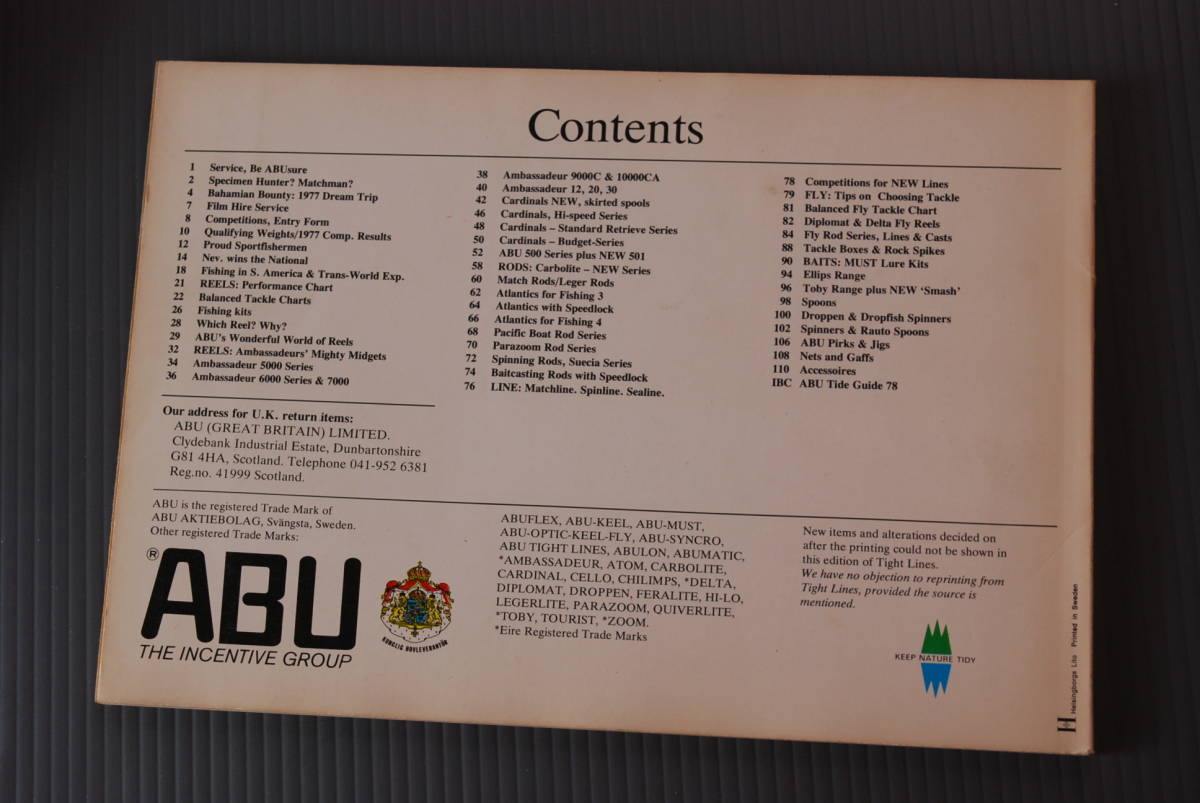 Contents
1 Service, Be ABUsure
2 Specimen Hunter? Matchman?
4 Bahamian Bounty: 1977 Dream Trip
7 Film Hire Service
8 Competitions, Entry Form
10 Qualifying Weights/1977 Comp. Results
12 Proud Sportfishermen
14 Nev. wins the National
18 Fishing in S. America & Trans-World Exp.
21 REELS: Performance Chart
22 Balanced Tackle Charts
26 Fishing kits
28 Which Reel? Why?
29 ABU's Wonderful World of Reels
32 REELS: Ambassadeurs' Mighty Midgets
34 Ambassadeur 5000 Series
36 Ambassadeur 6000 Series & 7000
38 Ambassadeur 9000C & 10000CA
40 Ambassadeur 12, 20, 30
42 Cardinals NEW, skirted spools
46 Cardinals, Hi-speed Series
48 Cardinals – Standard Retrieve Series
50 Cardinals – Budget-Series
52 ABU 500 Series plus NEW 501
58 RODS: Carbolite – NEW Series
60 Match Rods/Leger Rods
62 Atlantics for Fishing 3
64 Atlantics with Speedlock
66 Atlantics for Fishing 4
68 Pacific Boat Rod Series
70 Parazoom Rod Series
72 Spinning Rods, Suecia Series
74 Baitcasting Rods with Speedlock
76 LINE: Matchline. Spinline. Sealine.
78 Competitions for NEW Lines
79 FLY: Tips on Choosing Tackle
81 Balanced Fly Tackle Chart
82 Diplomat & Delta Fly Reels
84 Fly Rod Series, Lines & Casts
88 Tackle Boxes & Rock Spikes
90 BAITS: MUST Lure Kits
94 Ellips Range
96 Toby Range plus NEW 'Smash'
98 Spoons
100 Droppen & Dropfish Spinners
102 Spinners & Rauto Spoons
106 ABU Pirks & Jigs
108 Nets and Gaffs
110 Accessoires
IBC ABU Tide Guide 78
Our address for U.K. return items:
ABU (GREAT BRITAIN) LIMITED.
Clydebank Industrial Estate, Dunbartonshire
G81 4HA, Scotland. Telephone 041-952 6381
Reg.no. 41999 Scotland.
ABU is the registered Trade Mark of
ABU AKTIEBOLAG, Svängsta, Sweden.
Other registered Trade Marks:
® ABU
THE INCENTIVE GROUP
KUNGLIG HOVLEVERANTÖR
ABUFLEX, ABU-KEEL, ABU-MUST,
ABU-OPTIC-KEEL-FLY, ABU-SYNCRO,
ABU TIGHT LINES, ABULON, ABUMATIC,
*AMBASSADEUR, ATOM, CARBOLITE,
CARDINAL, CELLO, CHILIMPS, *DELTA,
DIPLOMAT, DROPPEN, FERALITE, HI-LO,
LEGERLITE, PARAZOOM, QUIVERLITE,
*TOBY, TOURIST, *ZOOM.
*Eire Registered Trade Marks
New items and alterations decided on
after the printing could not be shown in
this edition of Tight Lines.
We have no objection to reprinting from
Tight Lines, provided the source is
mentioned.
KEEP NATURE TIDY
H Helsingborgs Lito Printed in Sweden